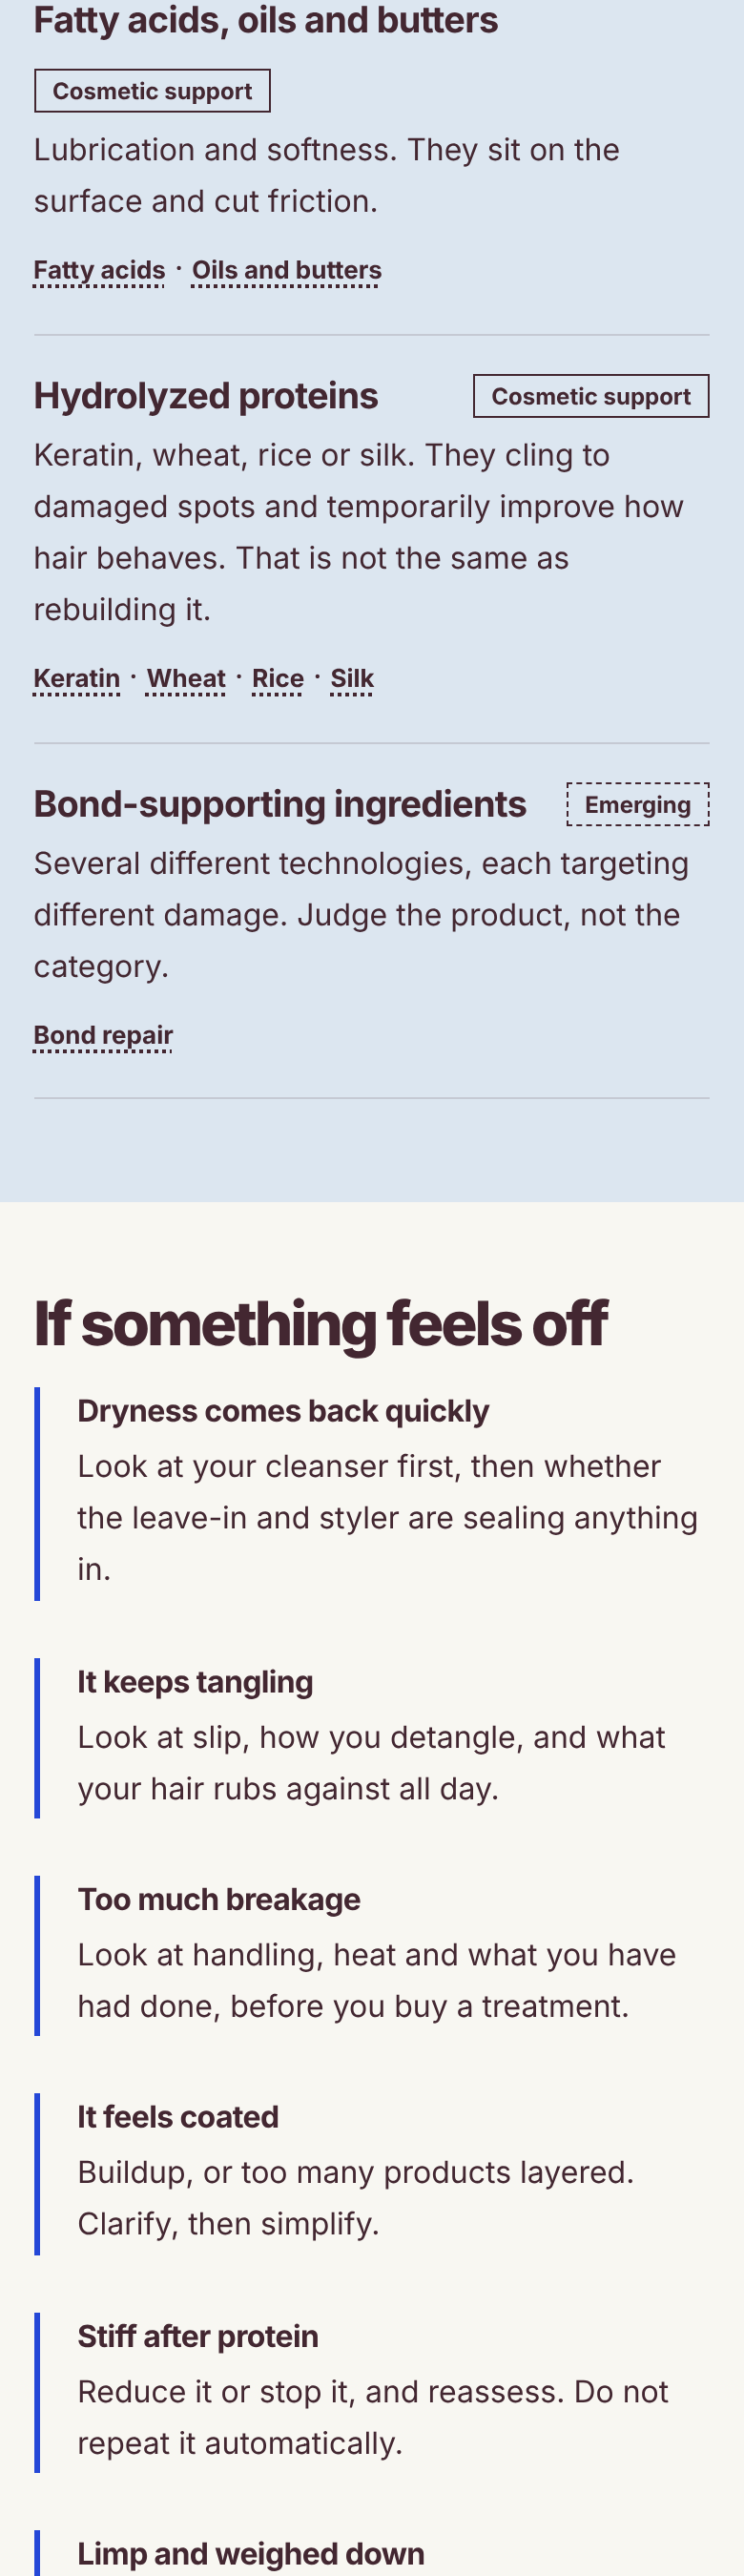 Fatty acids, oils and butters
Cosmetic support
Lubrication and softness. They sit on the
surface and cut friction.
Fatty acids · Oils and butters
Hydrolyzed proteins
Cosmetic support
Keratin, wheat, rice or silk. They cling to
damaged spots and temporarily improve how
hair behaves. That is not the same as
rebuilding it.
Keratin · Wheat · Rice · Silk
Bond-supporting ingredients
Emerging
Several different technologies, each targeting
different damage. Judge the product, not the
category.
Bond repair
If something feels off
Dryness comes back quickly
Look at your cleanser first, then whether
the leave-in and styler are sealing anything
in.
It keeps tangling
Look at slip, how you detangle, and what
your hair rubs against all day.
Too much breakage
Look at handling, heat and what you have
had done, before you buy a treatment.
It feels coated
Buildup, or too many products layered.
Clarify, then simplify.
Stiff after protein
Reduce it or stop it, and reassess. Do not
repeat it automatically.
Limp and weighed down